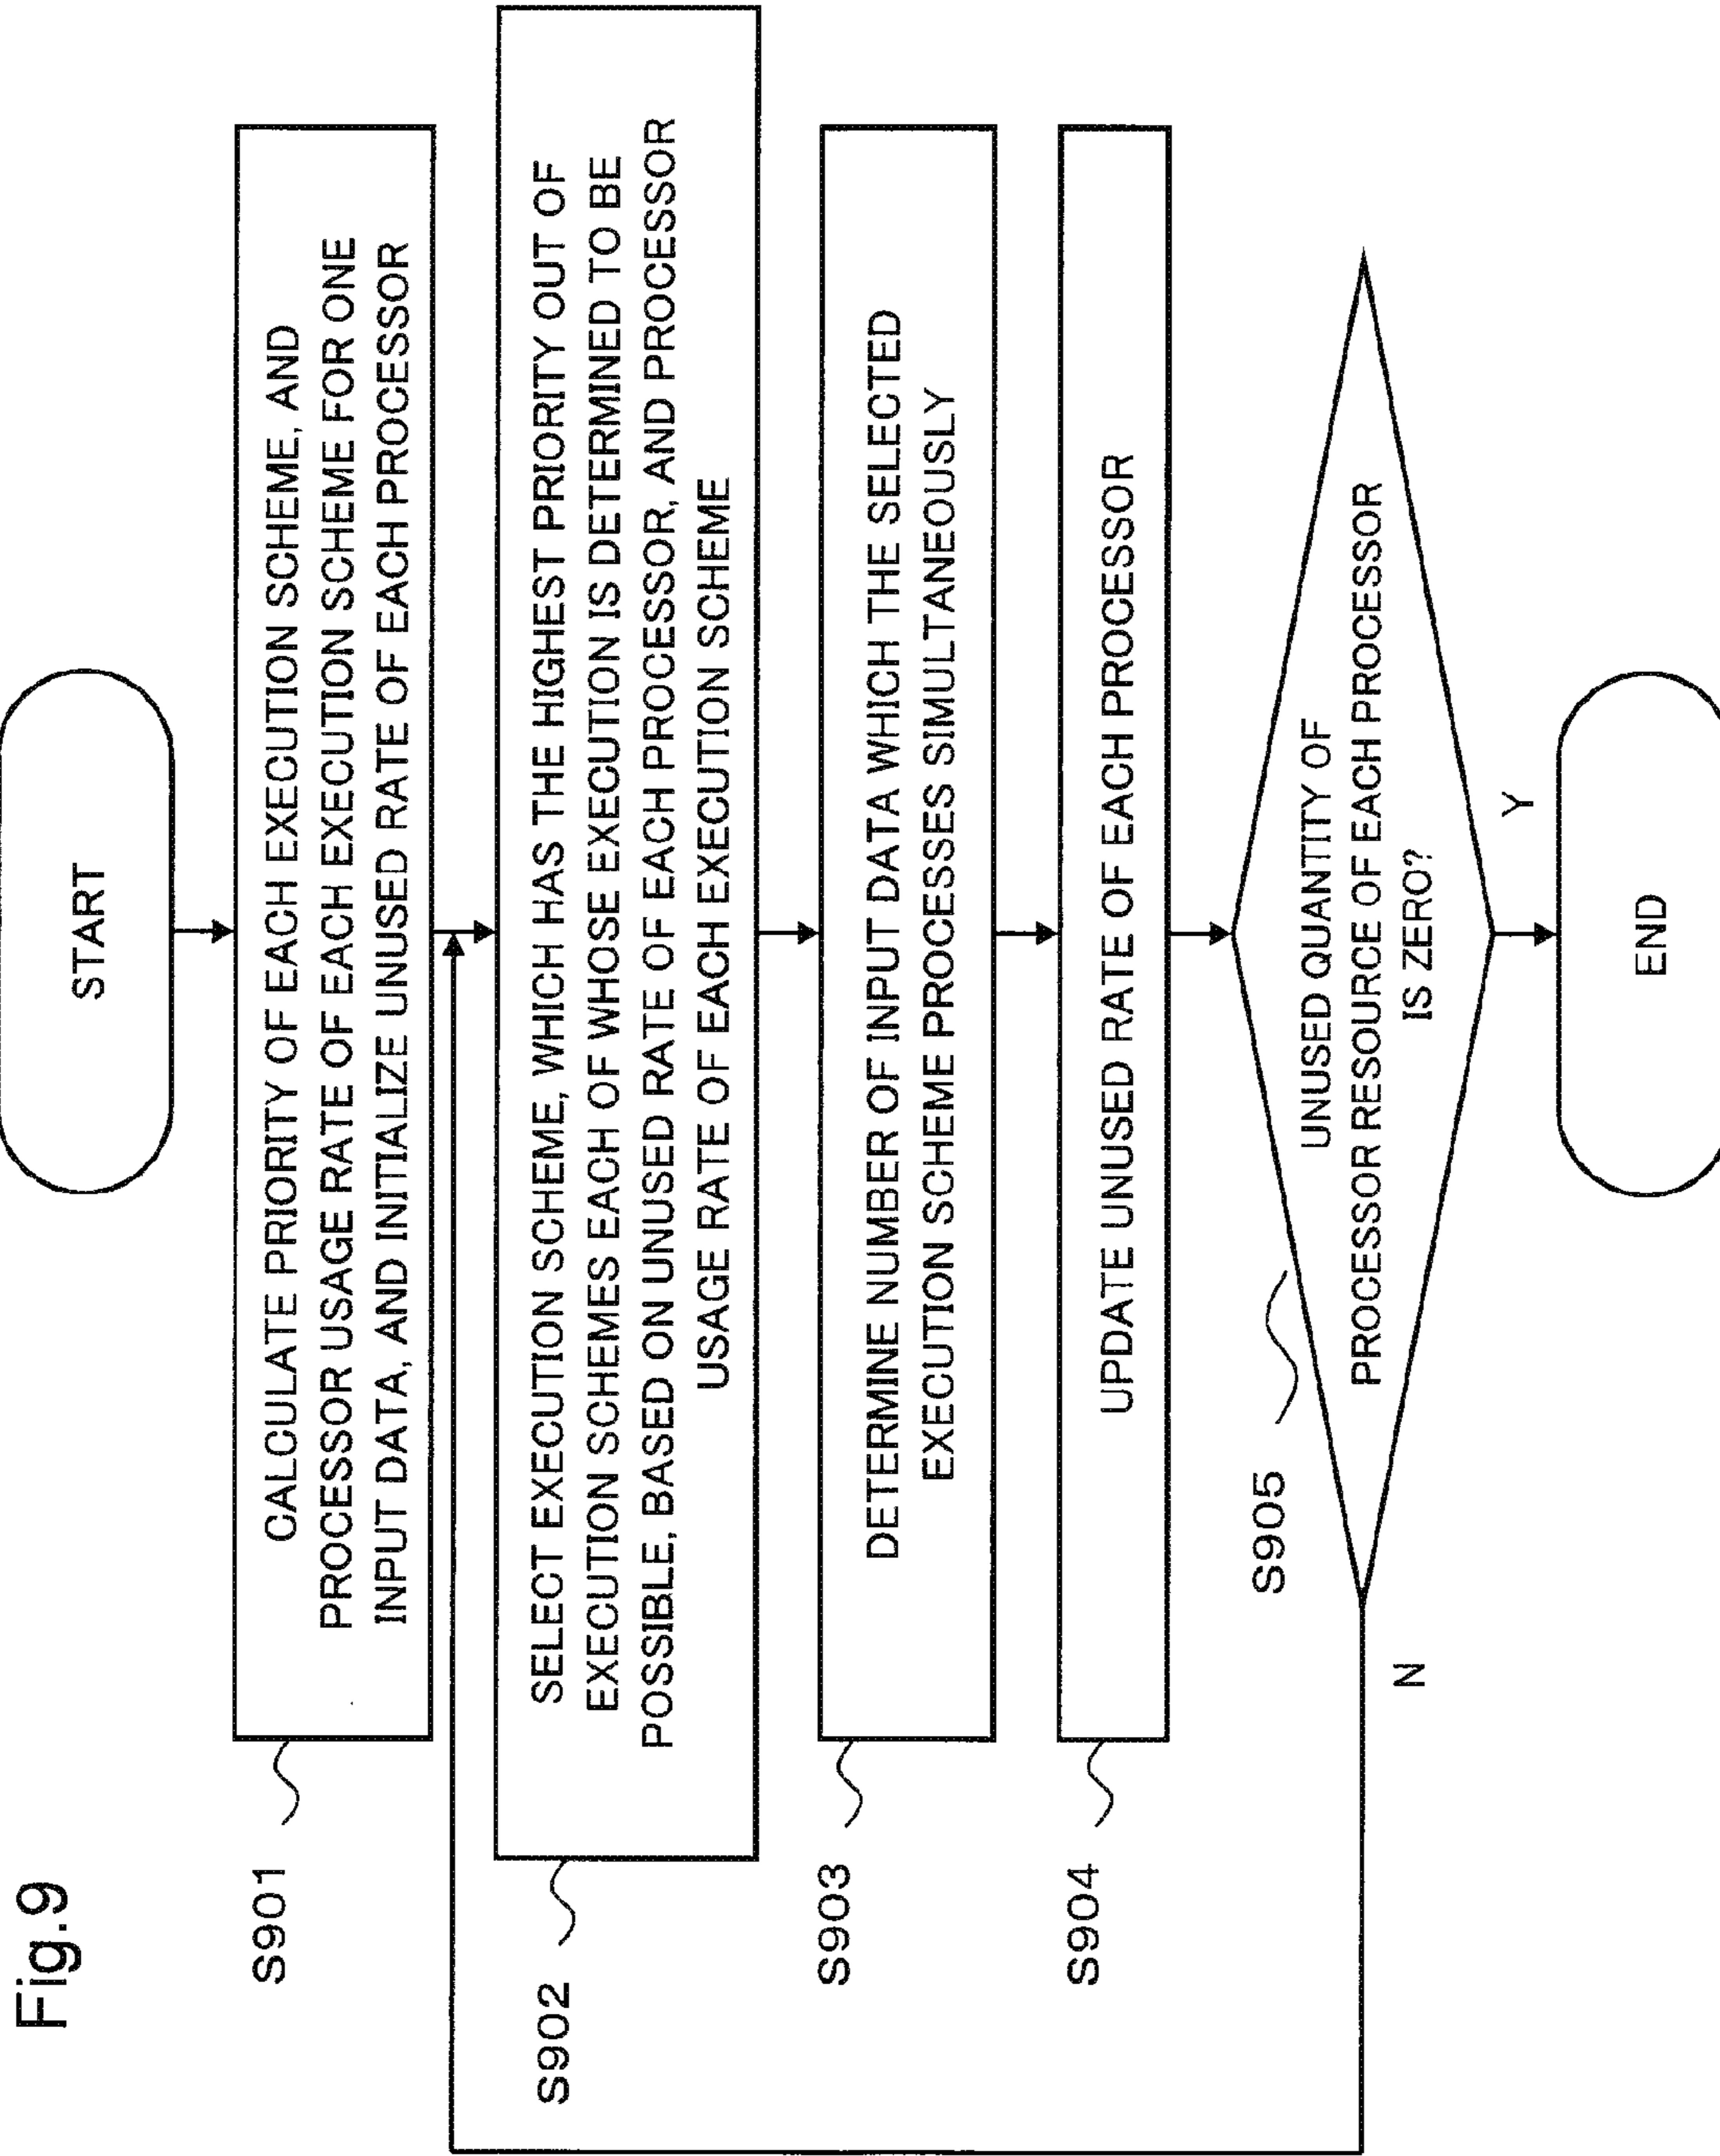 Fig.9
START
S901
CALCULATE PRIORITY OF EACH EXECUTION SCHEME, AND
PROCESSOR USAGE RATE OF EACH EXECUTION SCHEME FOR ONE
INPUT DATA, AND INITIALIZE UNUSED RATE OF EACH PROCESSOR
S902
SELECT EXECUTION SCHEME, WHICH HAS THE HIGHEST PRIORITY OUT OF
EXECUTION SCHEMES EACH OF WHOSE EXECUTION IS DETERMINED TO BE
POSSIBLE, BASED ON UNUSED RATE OF EACH PROCESSOR, AND PROCESSOR
USAGE RATE OF EACH EXECUTION SCHEME
S903
DETERMINE NUMBER OF INPUT DATA WHICH THE SELECTED
EXECUTION SCHEME PROCESSES SIMULTANEOUSLY
S904
UPDATE UNUSED RATE OF EACH PROCESSOR
S905
UNUSED QUANTITY OF
PROCESSOR RESOURCE OF EACH PROCESSOR
IS ZERO?
N
Y
END